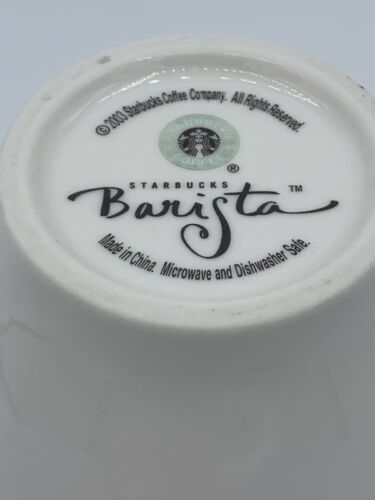 © 2003 Starbucks Coffee Company. All Rights Reserved.
STARBUCKS
COFFEE
®
STARBUCKS
Barista™
Made in China. Microwave and Dishwasher Safe.